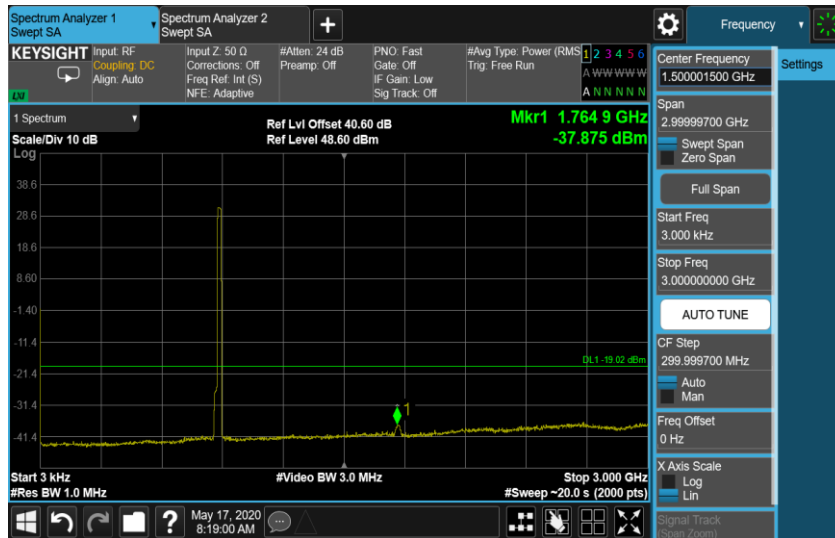 Spectrum Analyzer 1
Swept SA
Spectrum Analyzer 2
Swept SA
Frequency
KEYSIGHT
LXI
Input: RF
Coupling: DC
Align: Auto
Input Z: 50 Ω
Corrections: Off
Freq Ref: Int (S)
NFE: Adaptive
#Atten: 24 dB
Preamp: Off
PNO: Fast
Gate: Off
IF Gain: Low
Sig Track: Off
#Avg Type: Power (RMS
Trig: Free Run
1 2 3 4 5 6
A W W W W W
A N N N N N
1 Spectrum
Scale/Div 10 dB
Log
Ref Lvl Offset 40.60 dB
Ref Level 48.60 dBm
Mkr1 1.764 9 GHz
-37.875 dBm
38.6
28.6
18.6
8.60
-1.40
-11.4
-21.4
-31.4
-41.4
DL1 -19.02 dBm
1
Start 3 kHz
#Res BW 1.0 MHz
#Video BW 3.0 MHz
Stop 3.000 GHz
#Sweep ~20.0 s (2000 pts)
Center Frequency
1.500001500 GHz
Span
2.99999700 GHz
Swept Span
Zero Span
Full Span
Start Freq
3.000 kHz
Stop Freq
3.000000000 GHz
AUTO TUNE
CF Step
299.999700 MHz
Auto
Man
Freq Offset
0 Hz
X Axis Scale
Log
Lin
Signal Track
(Span Zoom)
Settings
May 17, 2020
8:19:00 AM